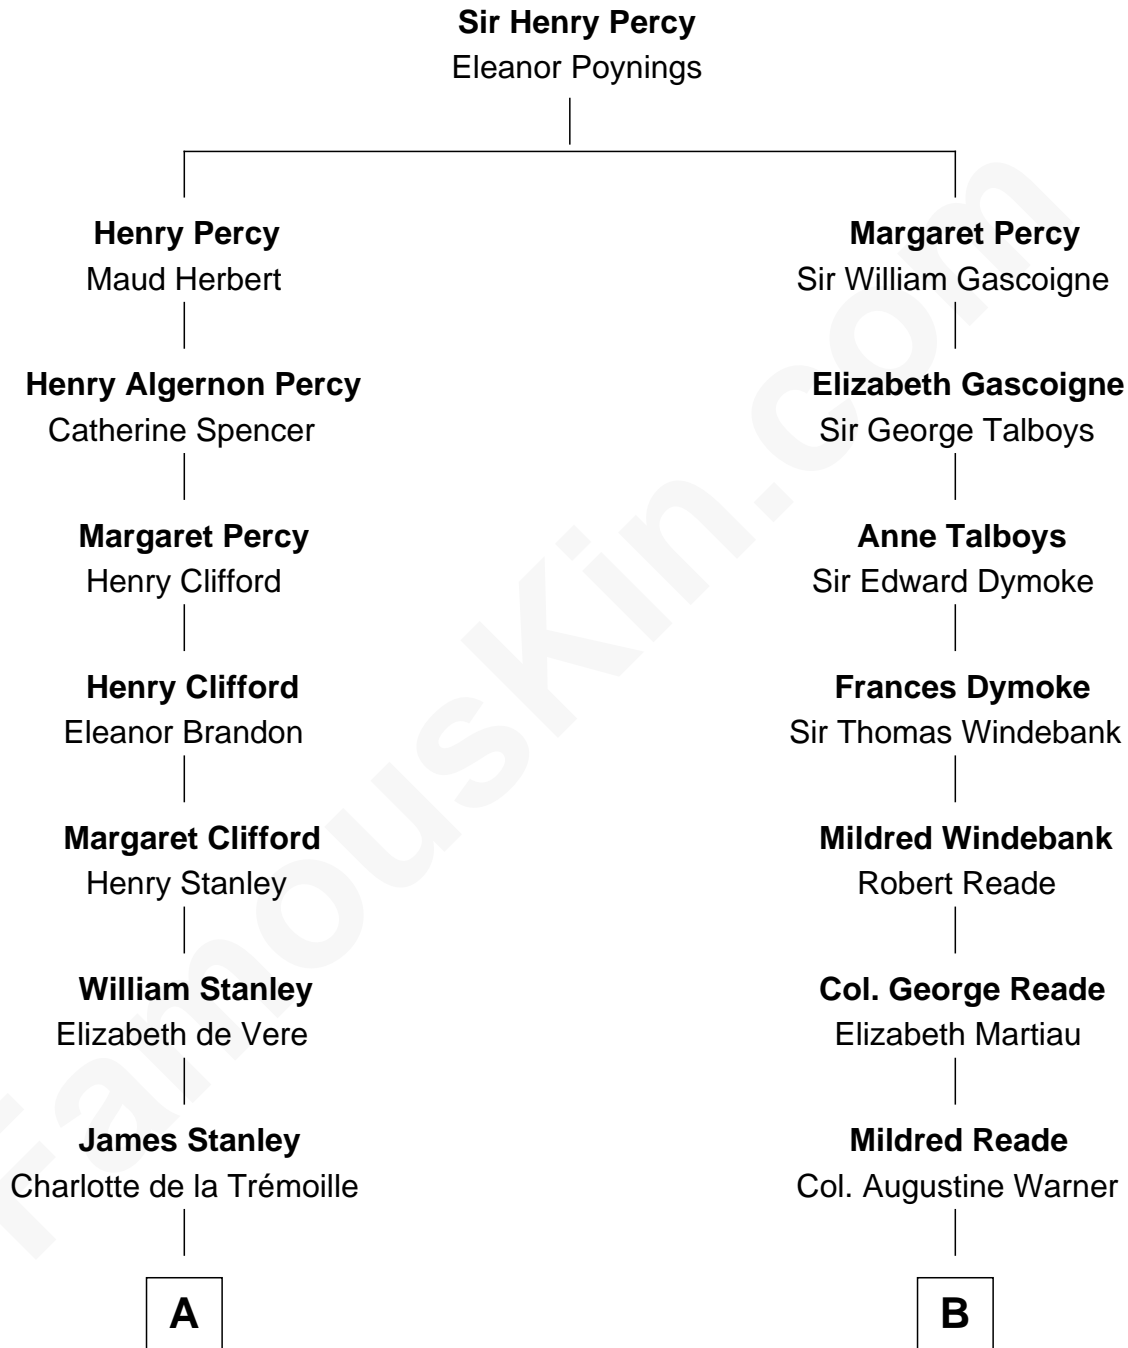 Sir Henry Percy
Eleanor Poynings
Henry Percy
Maud Herbert
Margaret Percy
Sir William Gascoigne
Henry Algernon Percy
Catherine Spencer
Elizabeth Gascoigne
Sir George Talboys
Margaret Percy
Henry Clifford
Anne Talboys
Sir Edward Dymoke
Henry Clifford
Eleanor Brandon
Frances Dymoke
Sir Thomas Windebank
Margaret Clifford
Henry Stanley
Mildred Windebank
Robert Reade
William Stanley
Elizabeth de Vere
Col. George Reade
Elizabeth Martiau
James Stanley
Charlotte de la Trémoille
Mildred Reade
Col. Augustine Warner
A
B
FamousKin.com